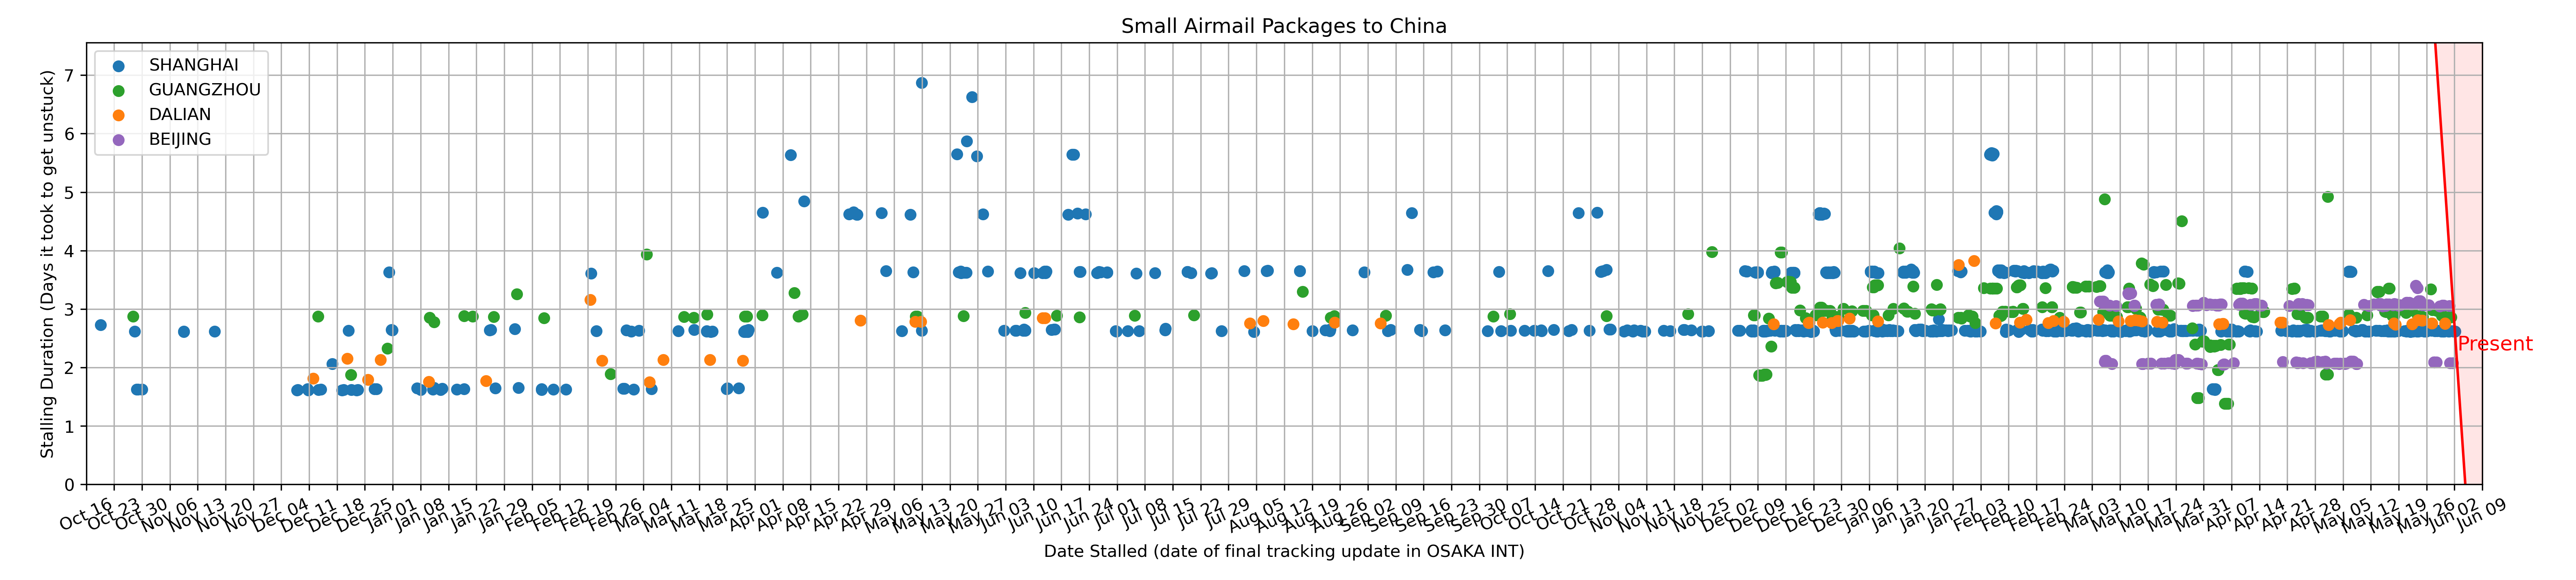 Small Airmail Packages to China
SHANGHAI
GUANGZHOU
DALIAN
BEIJING
Stalling Duration (Days it took to get unstuck)
7
6
5
4
3
2
1
0
Present
Oct 16 Oct 23 Oct 30 Nov 06 Nov 13 Nov 20 Nov 27 Dec 04 Dec 11 Dec 18 Dec 25 Jan 01 Jan 08 Jan 15 Jan 22 Jan 29 Feb 05 Feb 12 Feb 19 Feb 26 Mar 04 Mar 11 Mar 18 Mar 25 Apr 01 Apr 08 Apr 15 Apr 22 Apr 29 May 06 May 13 May 20 May 27 Jun 03 Jun 10 Jun 17 Jun 24 Jul 01 Jul 08 Jul 15 Jul 22 Jul 29 Aug 05 Aug 12 Aug 19 Aug 26 Sep 02 Sep 09 Sep 16 Sep 23 Sep 30 Oct 07 Oct 14 Oct 21 Oct 28 Nov 04 Nov 11 Nov 18 Nov 25 Dec 02 Dec 09 Dec 16 Dec 23 Dec 30 Jan 06 Jan 13 Jan 20 Jan 27 Feb 03 Feb 10 Feb 17 Feb 24 Mar 03 Mar 10 Mar 17 Mar 24 Mar 31 Apr 07 Apr 14 Apr 21 Apr 28 May 05 May 12 May 19 May 26 Jun 02 Jun 09
Date Stalled (date of final tracking update in OSAKA INT)